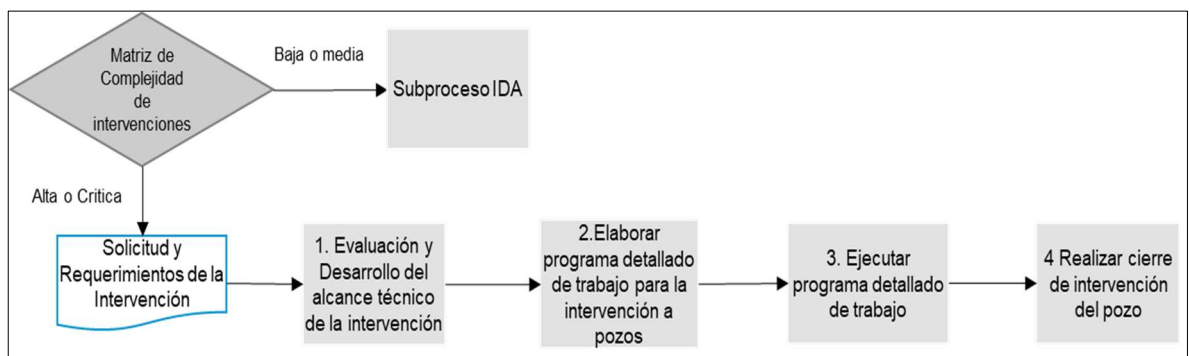 Matriz de
Complejidad
de
intervenciones
Baja o media
Subproceso IDA
Alta o Critica
Solicitud y
Requerimientos de la
Intervención
1. Evaluación y
Desarrollo del
alcance técnico
de la intervención
2.Elaborar
programa detallado
de trabajo para la
intervención a
pozos
3. Ejecutar
programa detallado
de trabajo
4 Realizar cierre
de intervención
del pozo